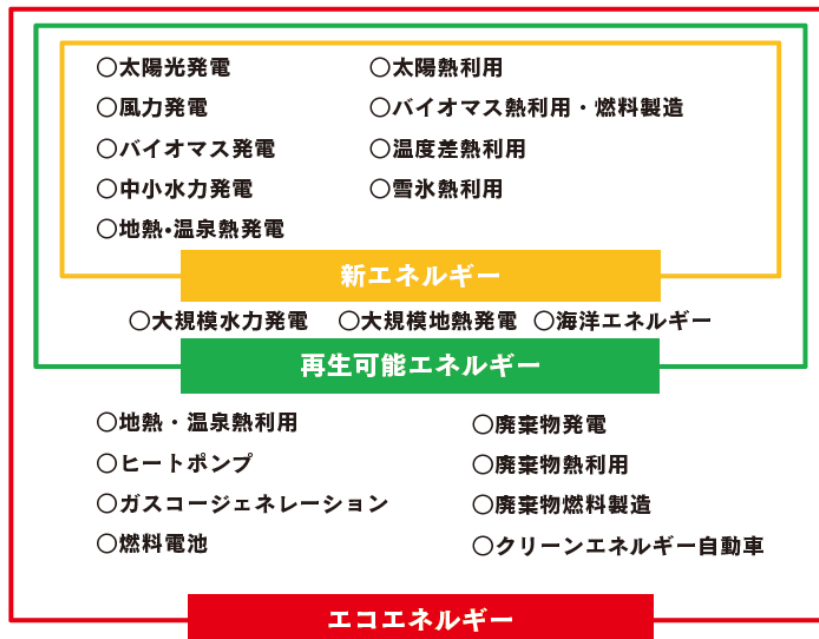 ○太陽光発電 ○太陽熱利用
○風力発電 ○バイオマス熱利用・燃料製造
○バイオマス発電 ○温度差熱利用
○中小水力発電 ○雪氷熱利用
○地熱・温泉熱発電
新エネルギー
○大規模水力発電 ○大規模地熱発電 ○海洋エネルギー
再生可能エネルギー
○地熱・温泉熱利用 ○廃棄物発電
○ヒートポンプ ○廃棄物熱利用
○ガスコージェネレーション ○廃棄物燃料製造
○燃料電池 ○クリーンエネルギー自動車
エコエネルギー